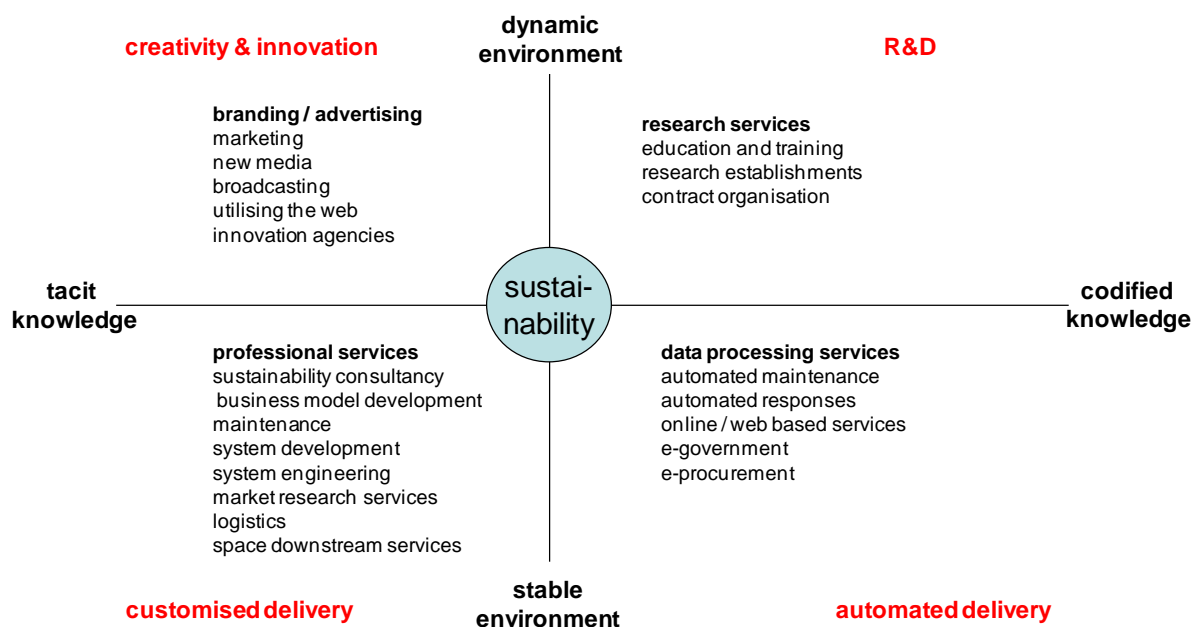 dynamic
environment
creativity & innovation
R&D
branding / advertising
marketing
new media
broadcasting
utilising the web
innovation agencies
research services
education and training
research establishments
contract organisation
tacit
knowledge
sustai-
nability
codified
knowledge
professional services
sustainability consultancy
business model development
maintenance
system development
system engineering
market research services
logistics
space downstream services
data processing services
automated maintenance
automated responses
online / web based services
e-government
e-procurement
customised delivery
stable
environment
automated delivery